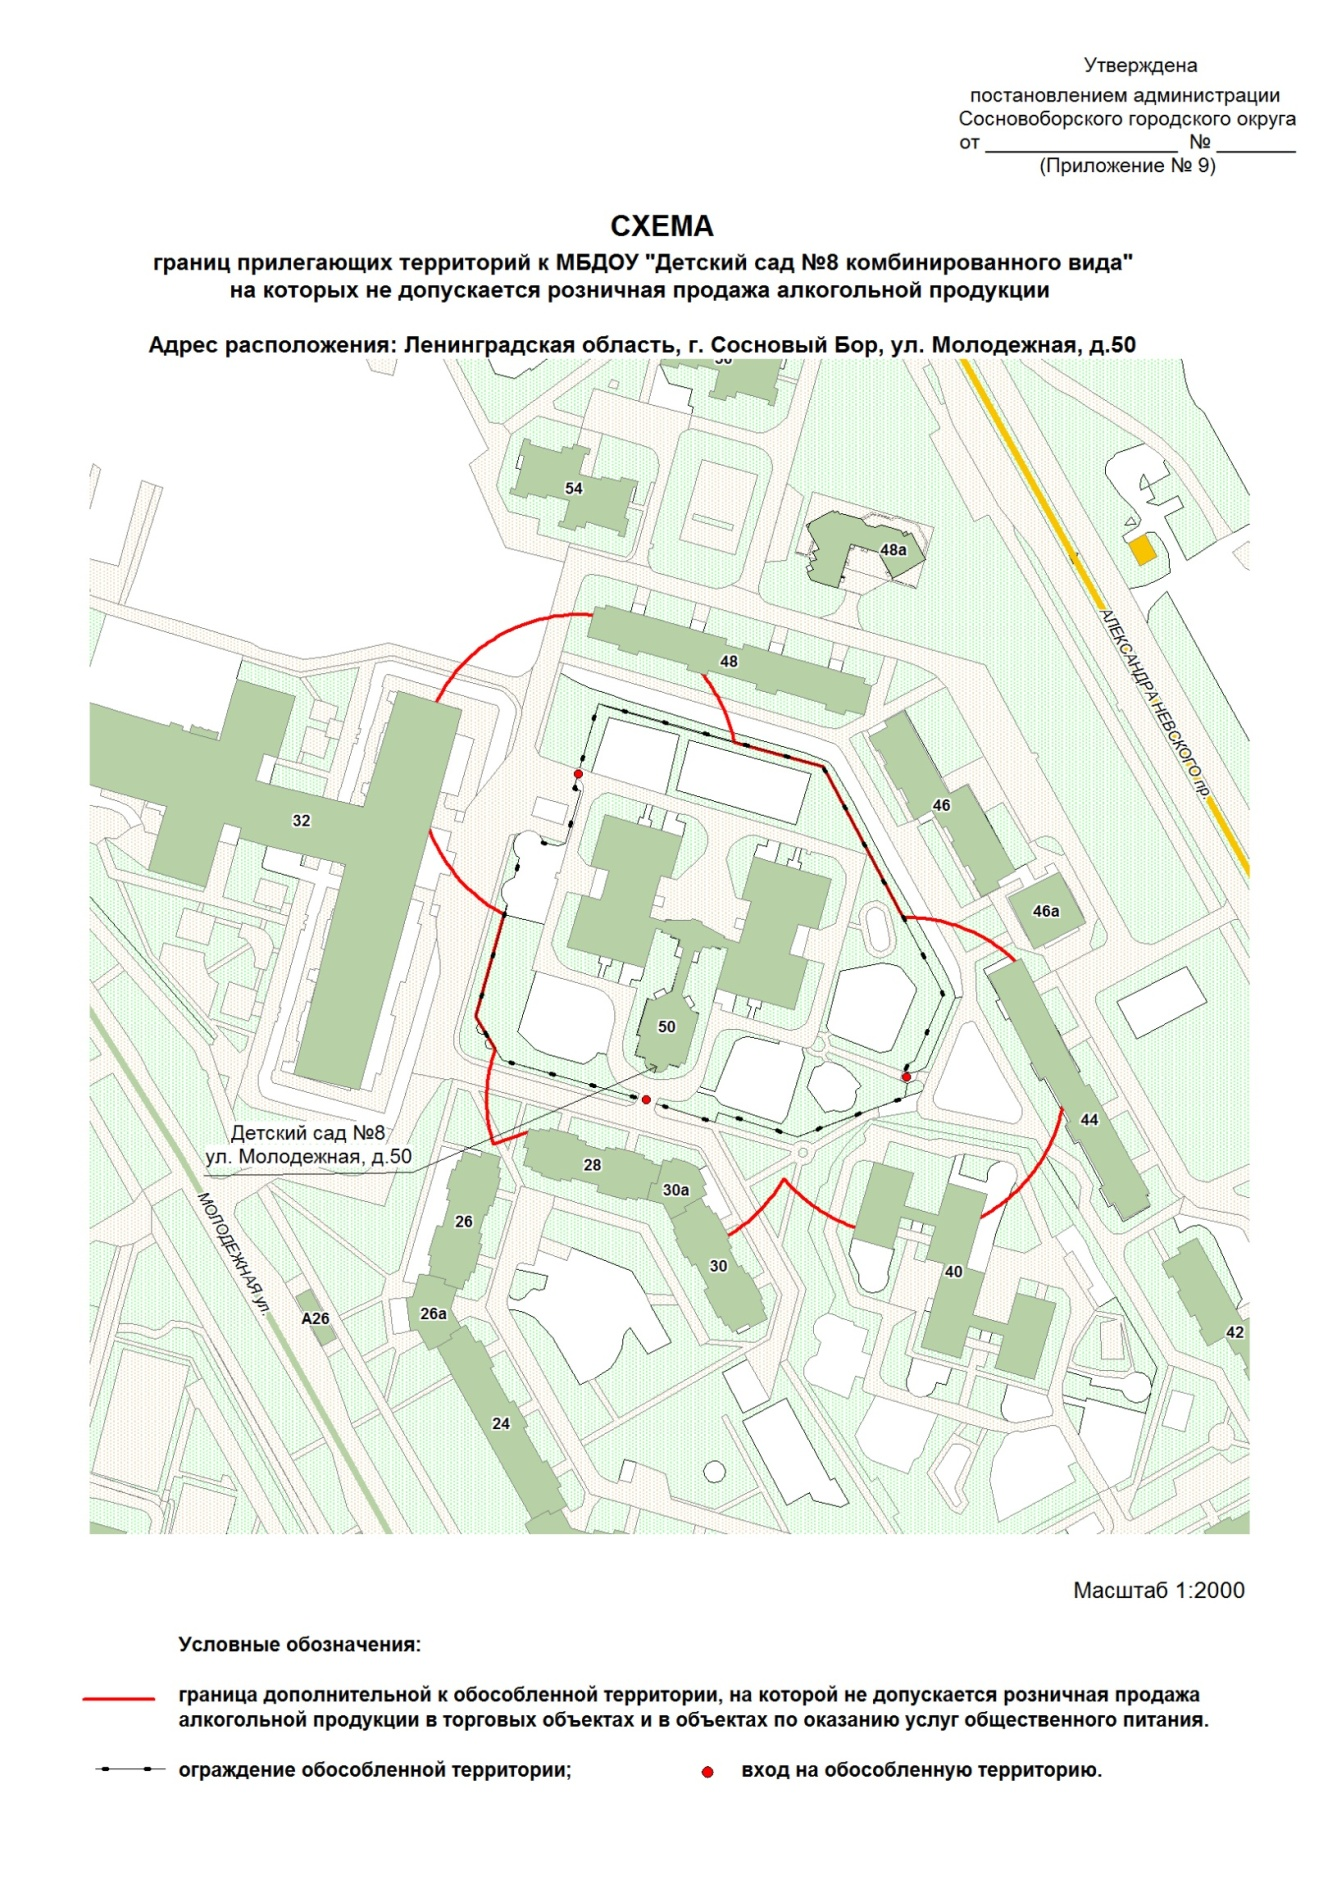 Утверждена
постановлением администрации
Сосновоборского городского округа
от __________________ № _______
(Приложение № 9)
СХЕМА
границ прилегающих территорий к МБДОУ "Детский сад №8 комбинированного вида"
на которых не допускается розничная продажа алкогольной продукции
Адрес расположения: Ленинградская область, г. Сосновый Бор, ул. Молодежная, д.50
54
48а
48
АЛЕКСАНДРА НЕВСКОГО пр.
46
32
46а
50
44
Детский сад №8
ул. Молодежная, д.50
28
30а
26
МОЛОДЕЖНАЯ ул.
30
40
26а
А26
42
24
Масштаб 1:2000
Условные обозначения:
граница дополнительной к обособленной территории, на которой не допускается розничная продажа
алкогольной продукции в торговых объектах и в объектах по оказанию услуг общественного питания.
ограждение обособленной территории;
вход на обособленную территорию.